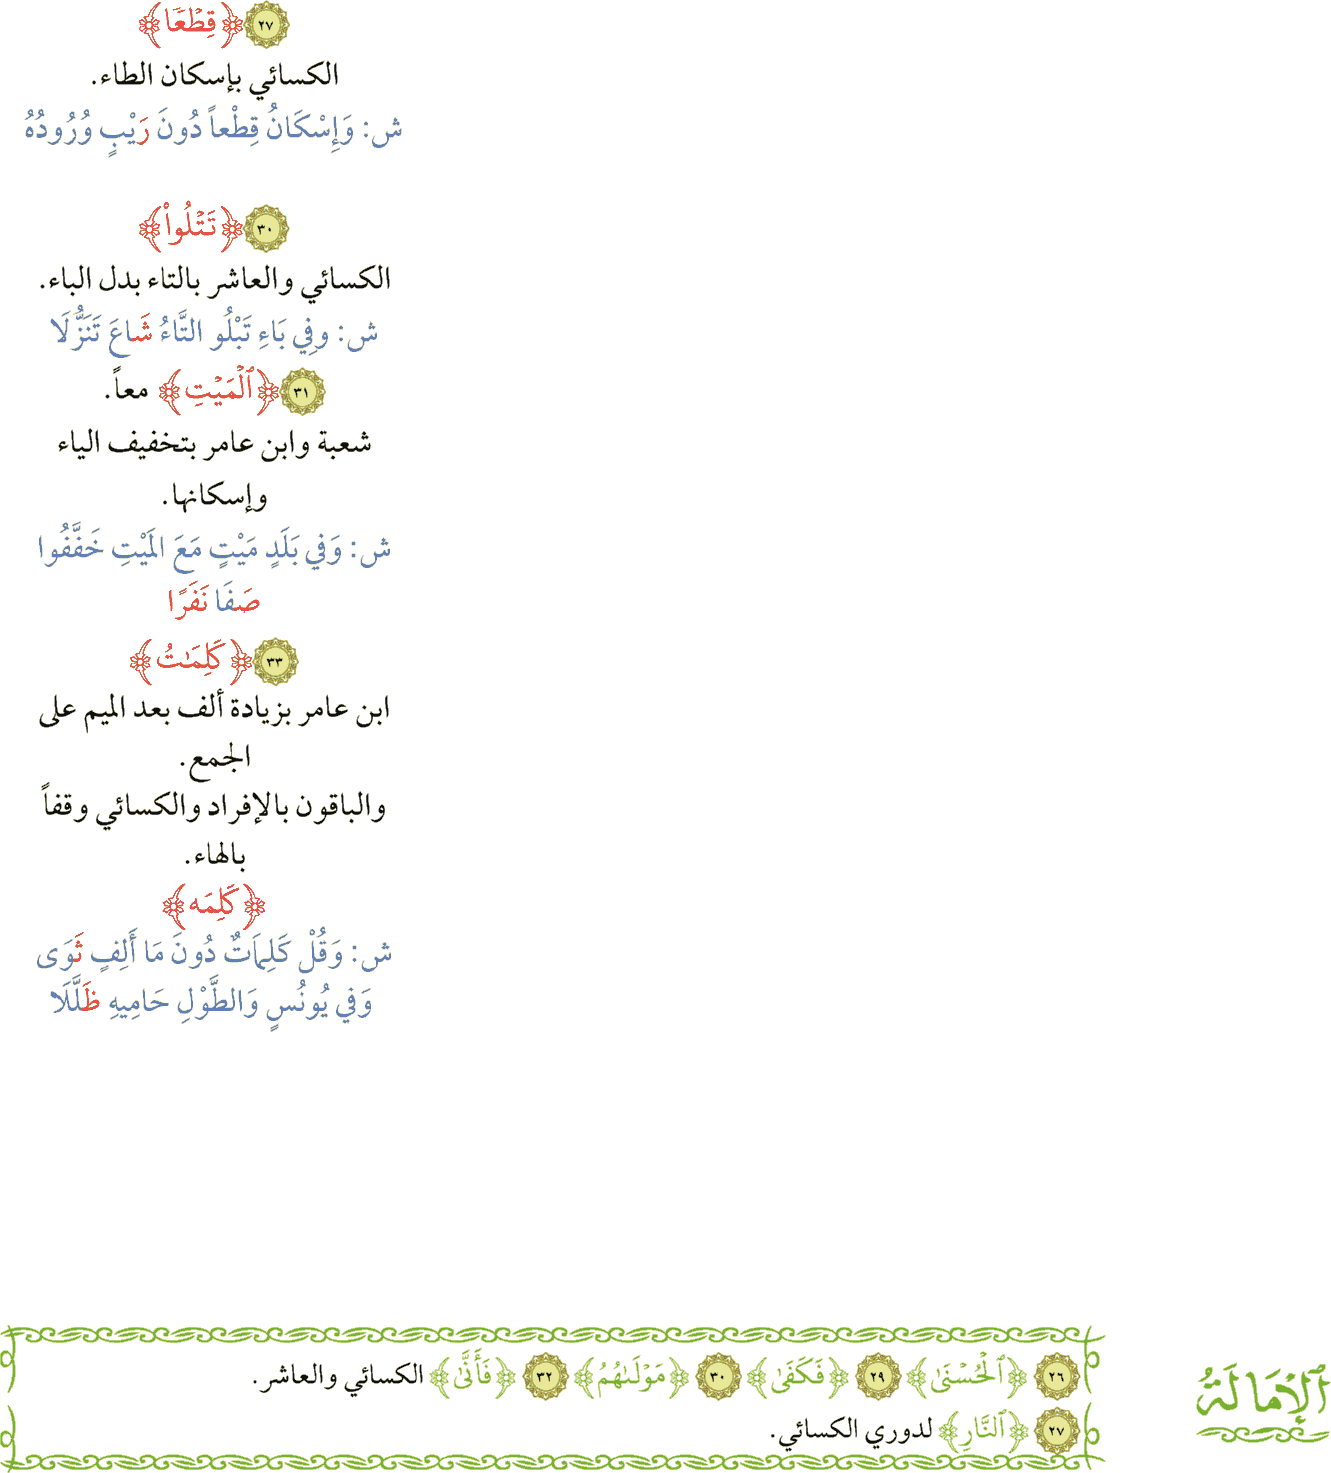 ٢٧ ﴿قِطْعًا﴾
الكسائي بإسكان الطاء.
ش: وَإِسْكَانُ قِطْعاً دُونَ رَيْبٍ وُرُودُهُ
٣٠ ﴿تَتْلُواْ﴾
الكسائي والعاشر بالتاء بدل الباء.
ش: وفِي بَاءِ تَبْلُو التَّاءُ شَاعَ تَنَزُّلَا
٣١ ﴿ٱلْمَيْتِ﴾ معاً.
شعبة وابن عامر بتخفيف الياء
وإسكانها.
ش: وَفي بَلَدٍ مَيْتٍ مَعَ المَيْتِ خَفَّفُوا
صَفَا نَفَرًا
٣٣ ﴿كَلِمَٰتُ﴾
ابن عامر بزيادة ألف بعد الميم على
الجمع.
والباقون بالإفراد والكسائي وقفاً
بالهاء.
﴿كَلِمَه﴾
ش: وَقُلْ كَلِمَاتٌ دُونَ مَا أَلِفٍ ثَوَى
وَفي يُونُسٍ وَالطَّوْلِ حَامِيهِ ظَلَّلَا
ٱلْإِمَالَةُ
٢٦ ﴿ٱلْحُسْنَىٰ﴾ ٢٩ ﴿فَكَفَىٰ﴾ ٣٠ ﴿مَوْلَىٰهُمُ﴾ ٣٢ ﴿فَأَنَّىٰ﴾ الكسائي والعاشر.
٢٧ ﴿ٱلنَّارِ﴾ لدوري الكسائي.